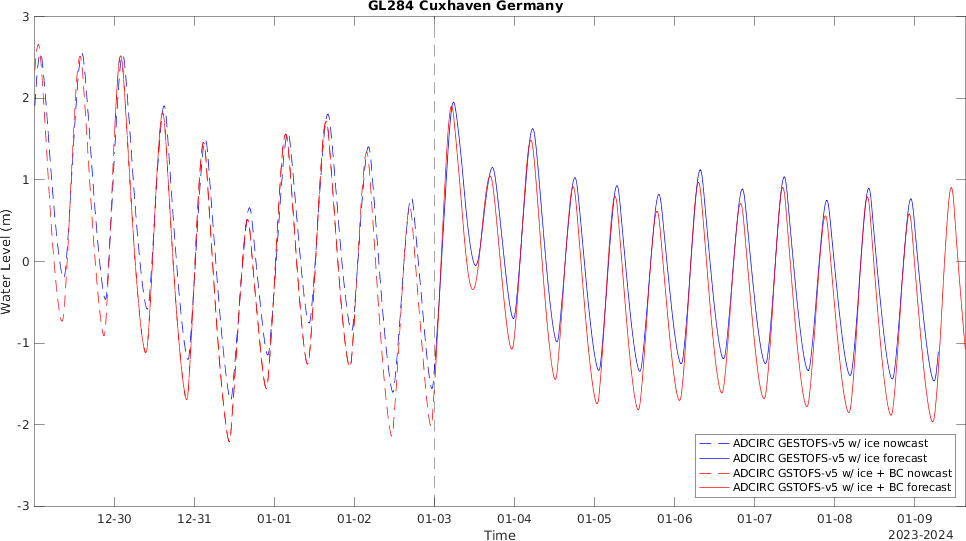 GL284 Cuxhaven Germany
3
2
1
0
-1
-2
-3
Water Level (m)
12-30
12-31
01-01
01-02
01-03
01-04
01-05
01-06
01-07
01-08
01-09
Time
2023-2024
ADCIRC GESTOFS-v5 w/ ice nowcast
ADCIRC GESTOFS-v5 w/ ice forecast
ADCIRC GSTOFS-v5 w/ ice + BC nowcast
ADCIRC GSTOFS-v5 w/ ice + BC forecast